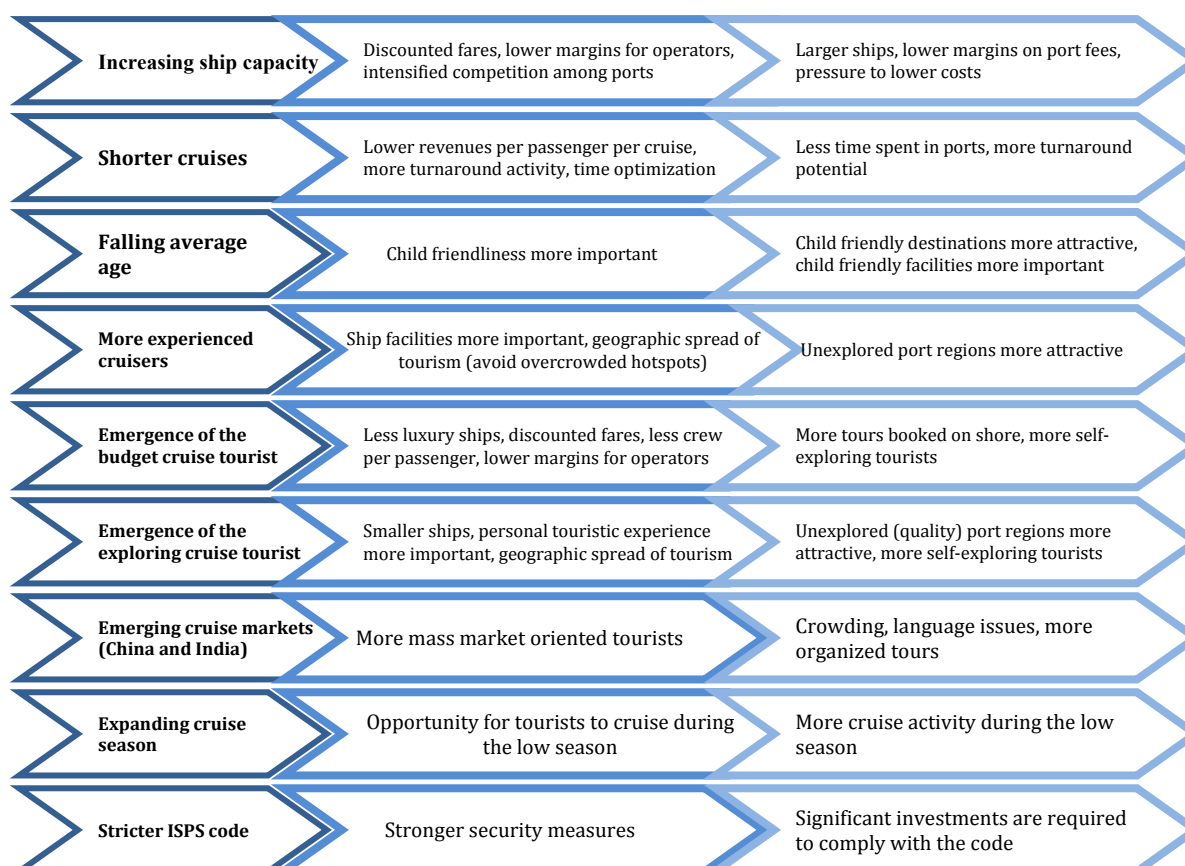 Increasing ship capacity
Discounted fares, lower margins for operators,
intensified competition among ports
Larger ships, lower margins on port fees,
pressure to lower costs
Shorter cruises
Lower revenues per passenger per cruise,
more turnaround activity, time optimization
Less time spent in ports, more turnaround
potential
Falling average
age
Child friendliness more important
Child friendly destinations more attractive,
child friendly facilities more important
More experienced
cruisers
Ship facilities more important, geographic spread of
tourism (avoid overcrowded hotspots)
Unexplored port regions more attractive
Emergence of the
budget cruise tourist
Less luxury ships, discounted fares, less crew
per passenger, lower margins for operators
More tours booked on shore, more self-
exploring tourists
Emergence of the
exploring cruise tourist
Smaller ships, personal touristic experience
more important, geographic spread of tourism
Unexplored (quality) port regions more
attractive, more self-exploring tourists
Emerging cruise markets
(China and India)
More mass market oriented tourists
Crowding, language issues, more
organized tours
Expanding cruise
season
Opportunity for tourists to cruise during
the low season
More cruise activity during the low
season
Stricter ISPS code
Stronger security measures
Significant investments are required
to comply with the code